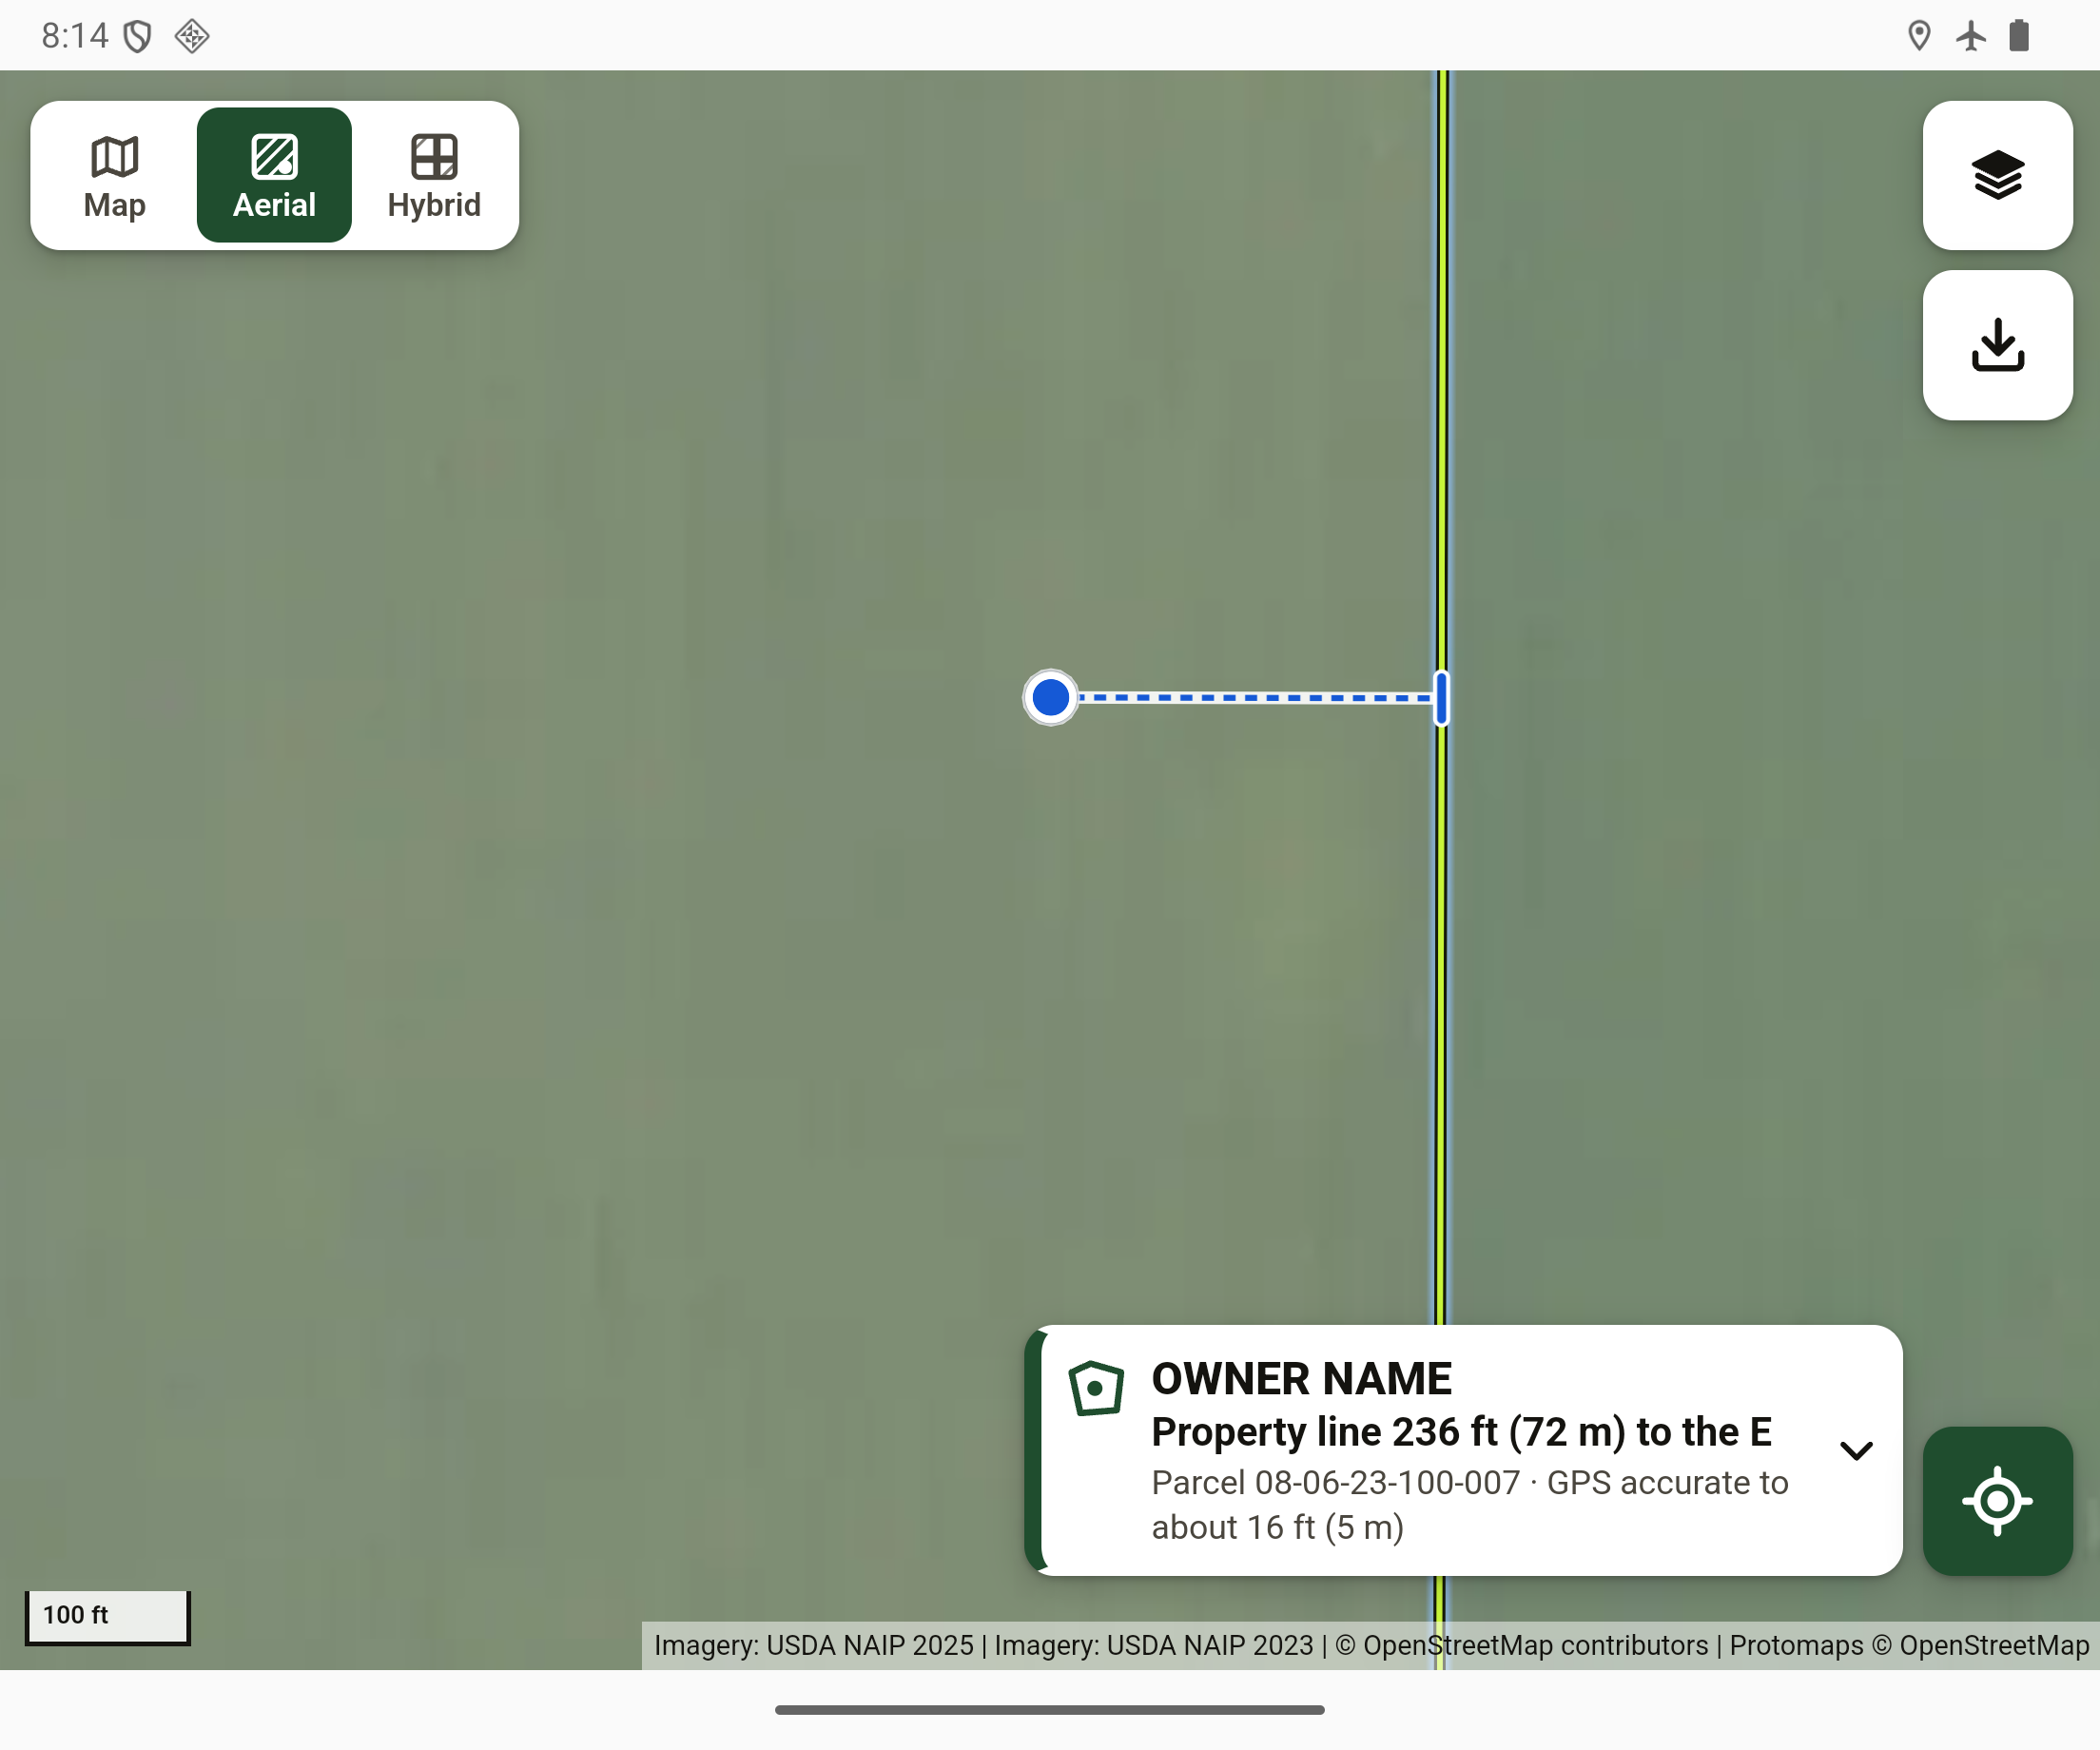 8:14
Map
Aerial
Hybrid
OWNER NAME
Property line 236 ft (72 m) to the E
Parcel 08-06-23-100-007 · GPS accurate to
about 16 ft (5 m)
100 ft
Imagery: USDA NAIP 2025 | Imagery: USDA NAIP 2023 | © OpenStreetMap contributors | Protomaps © OpenStreetMap